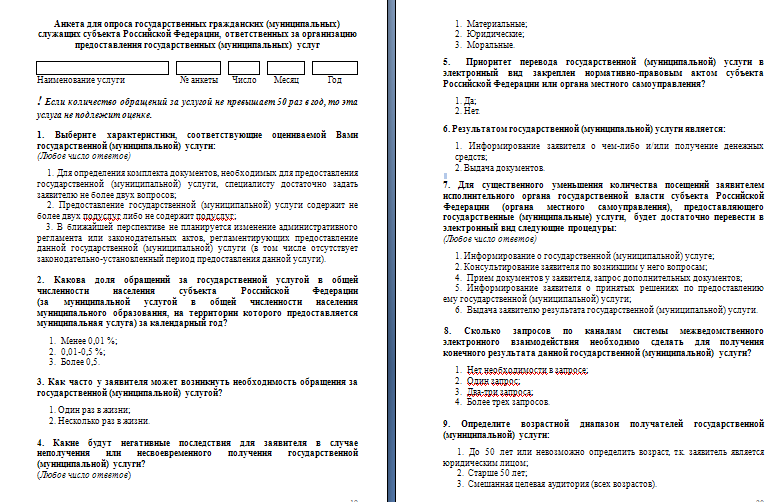 Анкета для опроса государственных гражданских (муниципальных)
служащих субъекта Российской Федерации, ответственных за организацию
предоставления государственных (муниципальных) услуг
Наименование услуги № анкеты Число Месяц Год
! Если количество обращений за услугой не превышает 50 раз в год, то эта
услуга не подлежит оценке.
1. Выберите характеристики, соответствующие оцениваемой Вами
государственной (муниципальной) услуги:
(Любое число ответов)
1. Для определения комплекта документов, необходимых для предоставления
государственной (муниципальной) услуги, специалисту достаточно задать
заявителю не более двух вопросов;
2. Предоставление государственной (муниципальной) услуги содержит не
более двух подуслуг либо не содержит подуслуг;
3. В ближайшей перспективе не планируется изменение административного
регламента или законодательных актов, регламентирующих предоставление
данной государственной (муниципальной) услуги (в том числе отсутствует
законодательно-установленный период предоставления данной услуги).
2. Какова доля обращений за государственной услугой в общей
численности населения субъекта Российской Федерации
(за муниципальной услугой в общей численности населения
муниципального образования, на территории которого предоставляется
муниципальная услуга) за календарный год?
1. Менее 0,01 %;
2. 0,01-0,5 %;
3. Более 0,5.
3. Как часто у заявителя может возникнуть необходимость обращения за
государственной (муниципальной) услугой?
1. Один раз в жизни;
2. Несколько раз в жизни.
4. Какие будут негативные последствия для заявителя в случае
неполучения или несвоевременного получения государственной
(муниципальной) услуги?
(Любое число ответов)
1. Материальные;
2. Юридические;
3. Моральные.
5. Приоритет перевода государственной (муниципальной) услуги в
электронный вид закреплен нормативно-правовым актом субъекта
Российской Федерации или органа местного самоуправления?
1. Да;
2. Нет.
6. Результатом государственной (муниципальной) услуги является:
1. Информирование заявителя о чем-либо и/или получение денежных
средств;
2. Выдача документов.
7. Для существенного уменьшения количества посещений заявителем
исполнительного органа государственной власти субъекта Российской
Федерации (органа местного самоуправления), предоставляющего
государственные (муниципальные) услуги, будет достаточно перевести в
электронный вид следующие процедуры:
(Любое число ответов)
1. Информирование о государственной (муниципальной) услуге;
2. Консультирование заявителя по возникшим у него вопросам;
4. Прием документов у заявителя, запрос дополнительных документов;
5. Информирование заявителя о принятых решениях по предоставлению
ему государственной (муниципальной) услуги;
6. Выдача заявителю результата государственной (муниципальной) услуги.
8. Сколько запросов по каналам системы межведомственного
электронного взаимодействия необходимо сделать для получения
конечного результата данной государственной (муниципальной) услуги?
1. Нет необходимости в запросе;
2. Один запрос;
3. Два-три запроса;
4. Более трех запросов.
9. Определите возрастной диапазон получателей государственной
(муниципальной) услуги:
1. До 50 лет или невозможно определить возраст, т.к. заявитель является
юридическим лицом;
2. Старше 50 лет;
3. Смешанная целевая аудитория (всех возрастов).